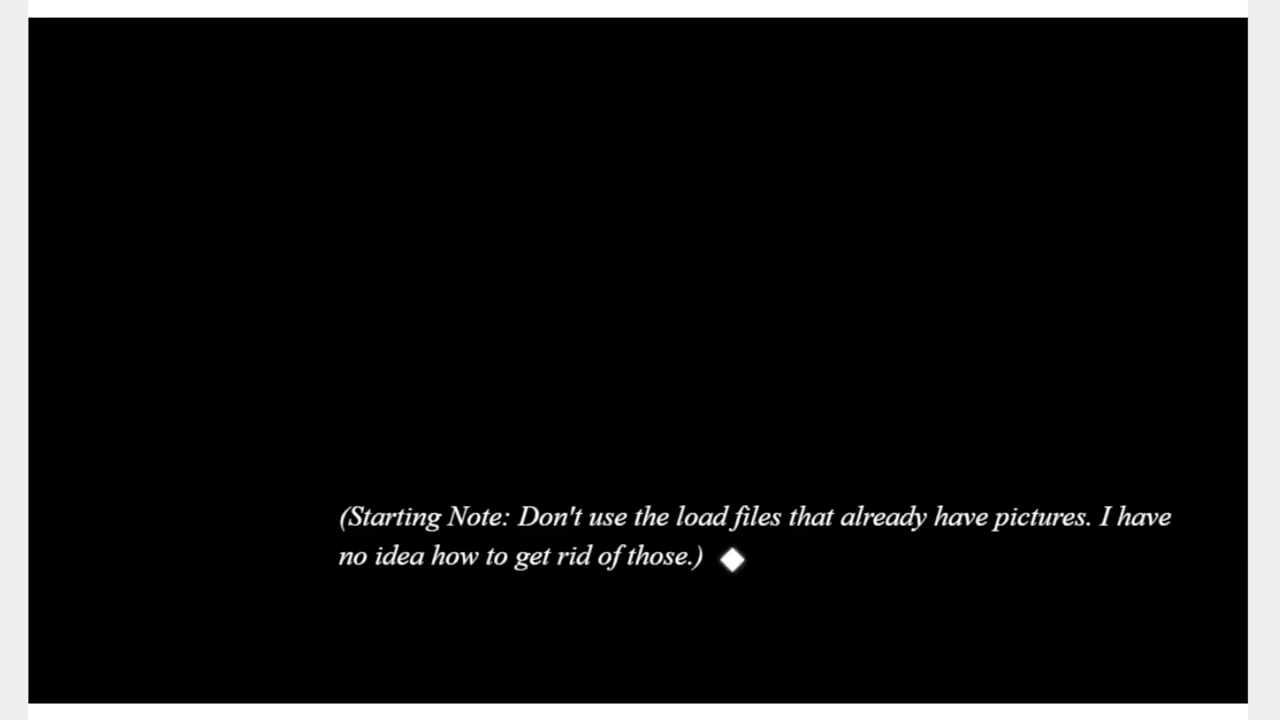 (Starting Note: Don't use the load files that already have pictures. I have
no idea how to get rid of those.)